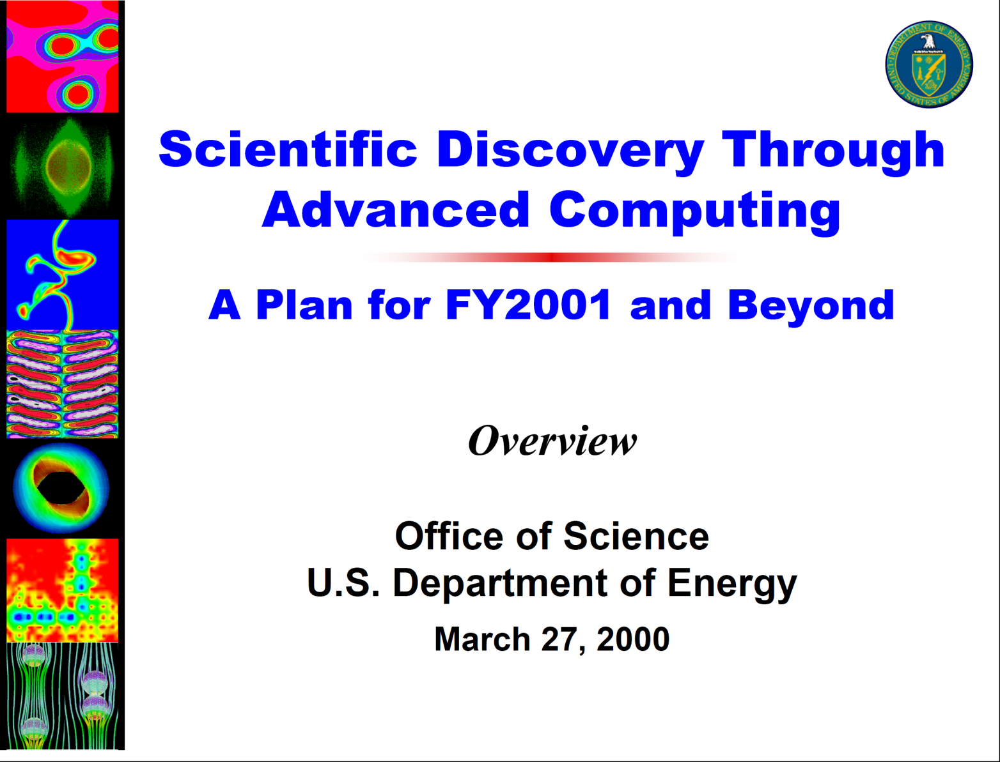 DEPARTMENT OF ENERGY
UNITED STATES OF AMERICA
Scientific Discovery Through
Advanced Computing
A Plan for FY2001 and Beyond
Overview
Office of Science
U.S. Department of Energy
March 27, 2000